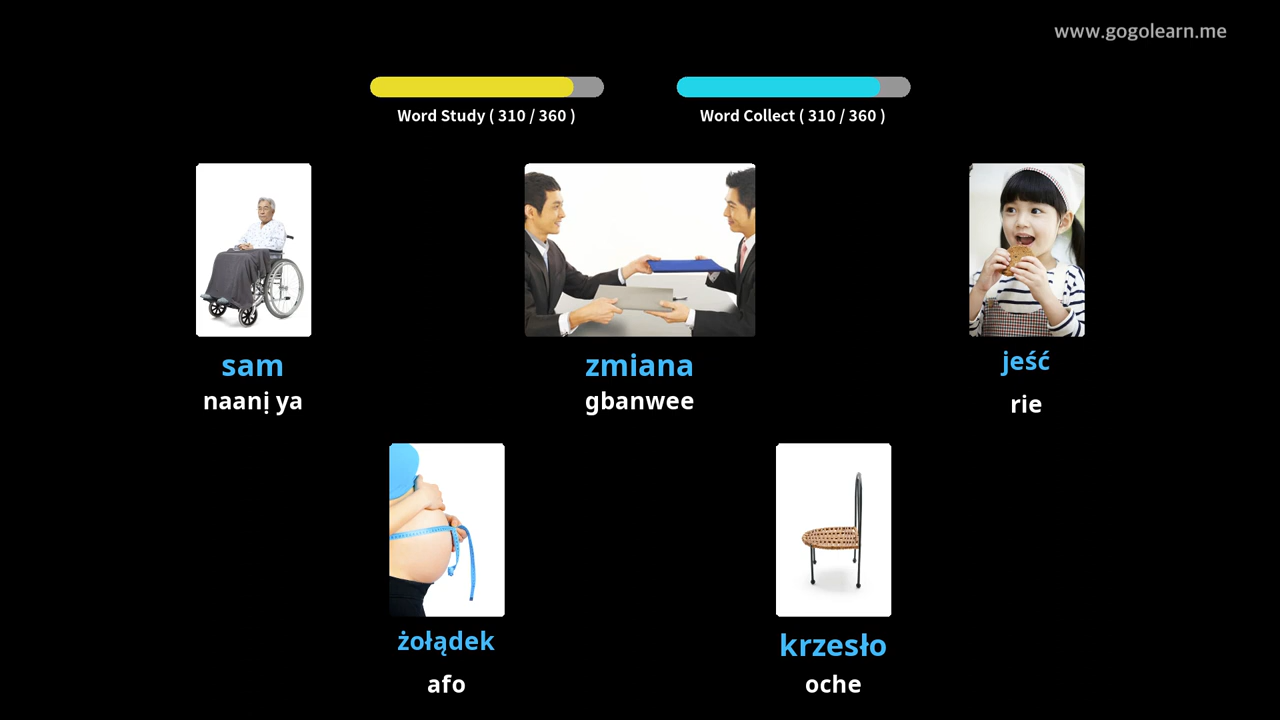 www.gogolearn.me
Word Study ( 310 / 360 )
Word Collect ( 310 / 360 )
sam
naanị ya
zmiana
gbanwee
jeść
rie
żołądek
afo
krzesło
oche